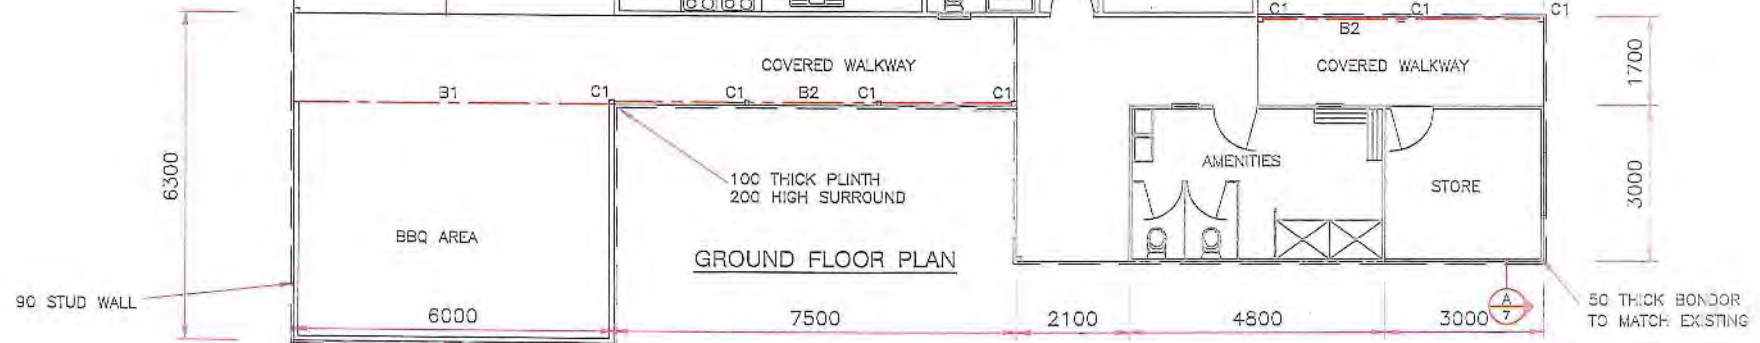 C1 C1 C1
B2
COVERED WALKWAY
COVERED WALKWAY
1700
B1
C1
C1
B2
C1
C1
6300
100 THICK PLINTH
200 HIGH SURROUND
AMENITIES
STORE
3000
BBQ AREA
GROUND FLOOR PLAN
90 STUD WALL
6000
7500
2100
4800
3000
A
7
50 THICK BONDOR
TO MATCH EXISTING